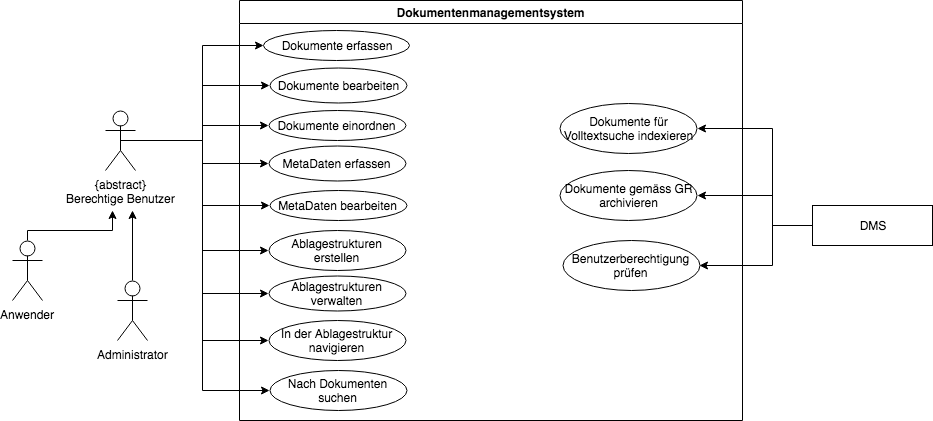 Dokumentenmanagementsystem
Dokumente erfassen
Dokumente bearbeiten
Dokumente einordnen
MetaDaten erfassen
MetaDaten bearbeiten
Ablagestrukturen
erstellen
Ablagestrukturen
verwalten
In der Ablagestruktur
navigieren
Nach Dokumenten
suchen
{abstract}
Berechtige Benutzer
Anwender
Administrator
Dokumente für
Volltextsuche indexieren
Dokumente gemäss GR
archivieren
Benutzerberechtigung
prüfen
DMS